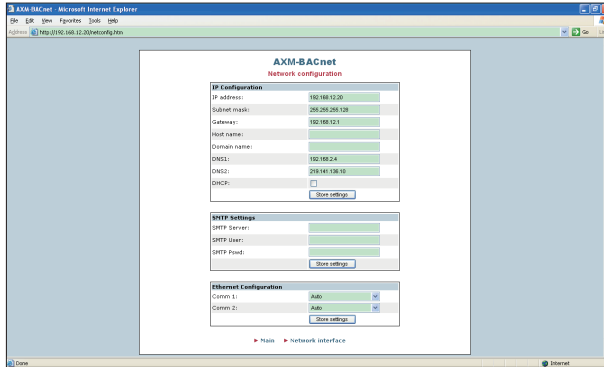 AXM-BACnet - Microsoft Internet Explorer
File Edit View Favorites Tools Help
Address http://192.168.12.20/netconfig.htm Go
AXM-BACnet
Network configuration
IP Configuration
IP address: 192.168.12.20
Subnet mask: 255.255.255.128
Gateway: 192.168.12.1
Host name:
Domain name:
DNS1: 192.168.2.4
DNS2: 219.141.136.10
DHCP:
Store settings
SMTP Settings
SMTP Server:
SMTP User:
SMTP Pswd:
Store settings
Ethernet Configuration
Comm 1: Auto
Comm 2: Auto
Store settings
Main Network interface
Done Internet